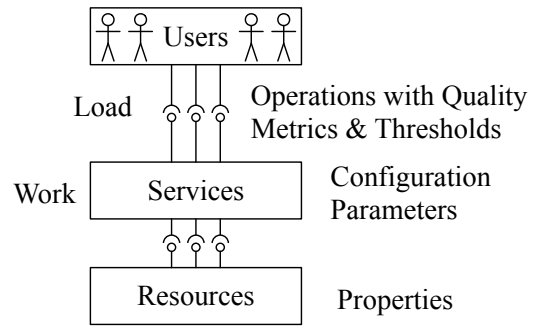 Users
Load
Operations with Quality
Metrics & Thresholds
Work
Services
Configuration
Parameters
Resources
Properties